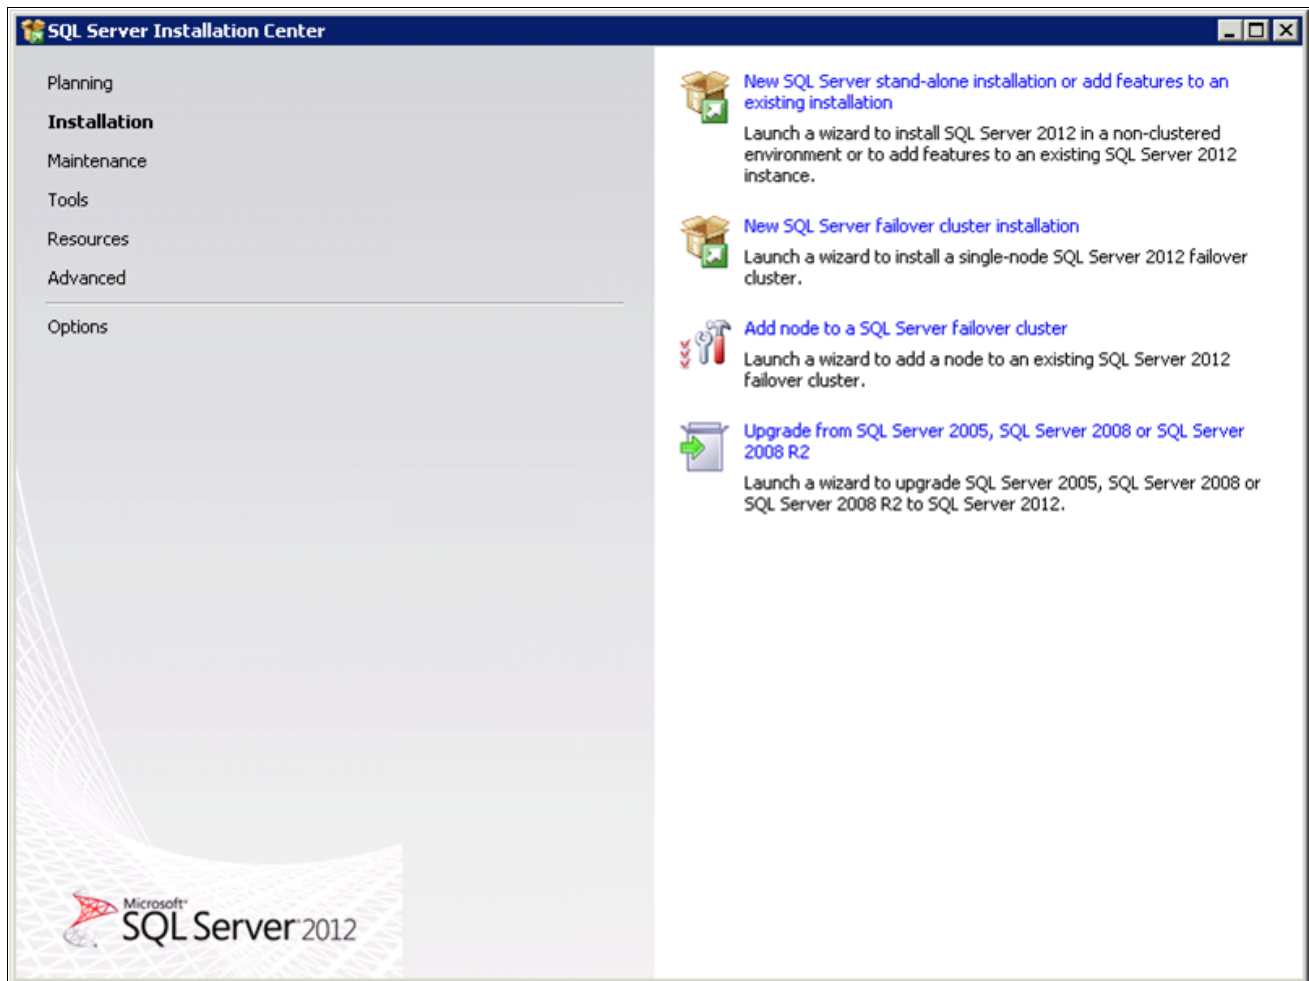 SQL Server Installation Center
Planning
Installation
Maintenance
Tools
Resources
Advanced
Options
New SQL Server stand-alone installation or add features to an
existing installation
Launch a wizard to install SQL Server 2012 in a non-clustered
environment or to add features to an existing SQL Server 2012
instance.
New SQL Server failover cluster installation
Launch a wizard to install a single-node SQL Server 2012 failover
cluster.
Add node to a SQL Server failover cluster
Launch a wizard to add a node to an existing SQL Server 2012
failover cluster.
Upgrade from SQL Server 2005, SQL Server 2008 or SQL Server
2008 R2
Launch a wizard to upgrade SQL Server 2005, SQL Server 2008 or
SQL Server 2008 R2 to SQL Server 2012.
Microsoft®
SQL Server® 2012